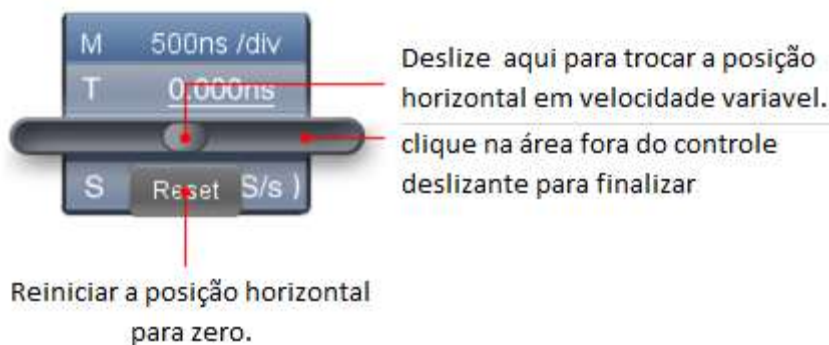 M 500ns /div
T 0.000ns
S Reset S/s )
Deslize aqui para trocar a posição
horizontal em velocidade variavel.
clique na área fora do controle
deslizante para finalizar
Reiniciar a posição horizontal
para zero.